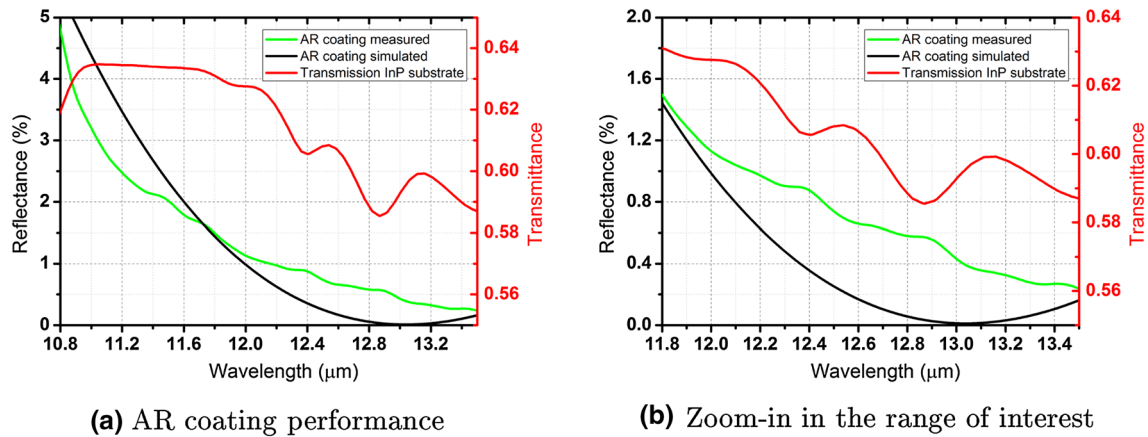 5
4
3
2
1
0
Reflectance (%)
10.8 11.2 11.6 12.0 12.4 12.8 13.2
Wavelength (μm)
0.64
0.62
0.60
0.58
0.56
Transmittance
AR coating measured
AR coating simulated
Transmission InP substrate
(a) AR coating performance
2.0
1.6
1.2
0.8
0.4
0.0
Reflectance (%)
11.8 12.0 12.2 12.4 12.6 12.8 13.0 13.2 13.4
Wavelength (μm)
0.64
0.62
0.60
0.58
0.56
Transmittance
AR coating measured
AR coating simulated
Transmission InP substrate
(b) Zoom-in in the range of interest